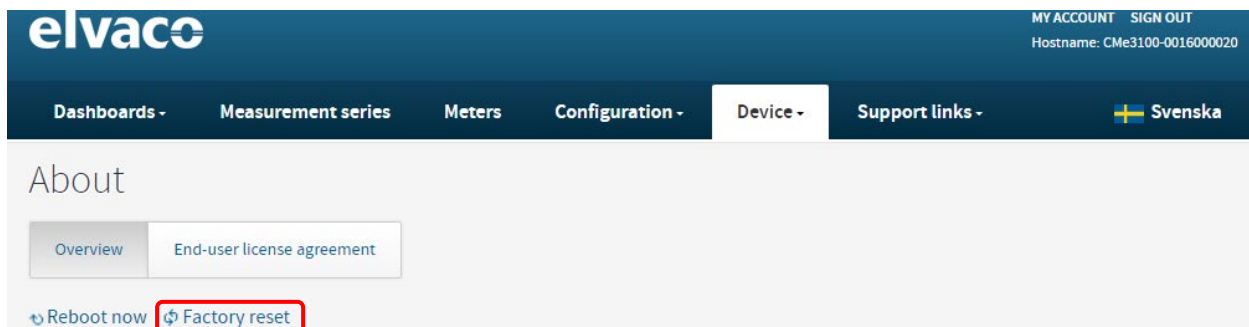 elvaco
MY ACCOUNT SIGN OUT
Hostname: CMe3100-0016000020
Dashboards Measurement series Meters Configuration Device Support links Svenska
About
Overview End-user license agreement
Reboot now Factory reset